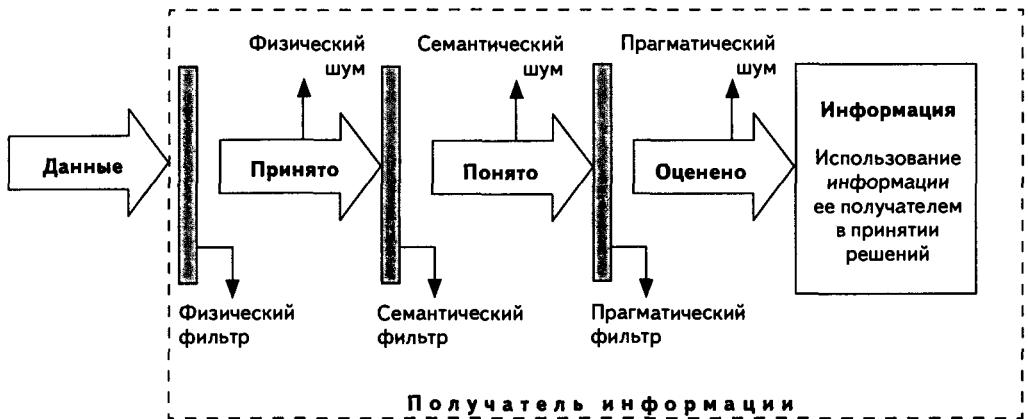 Физический
шум
Семантический
шум
Прагматический
шум
Данные
Принято
Понято
Оценено
Информация
Использование
информации
ее получателем
в принятии
решений
Физический
фильтр
Семантический
фильтр
Прагматический
фильтр
Получатель информации